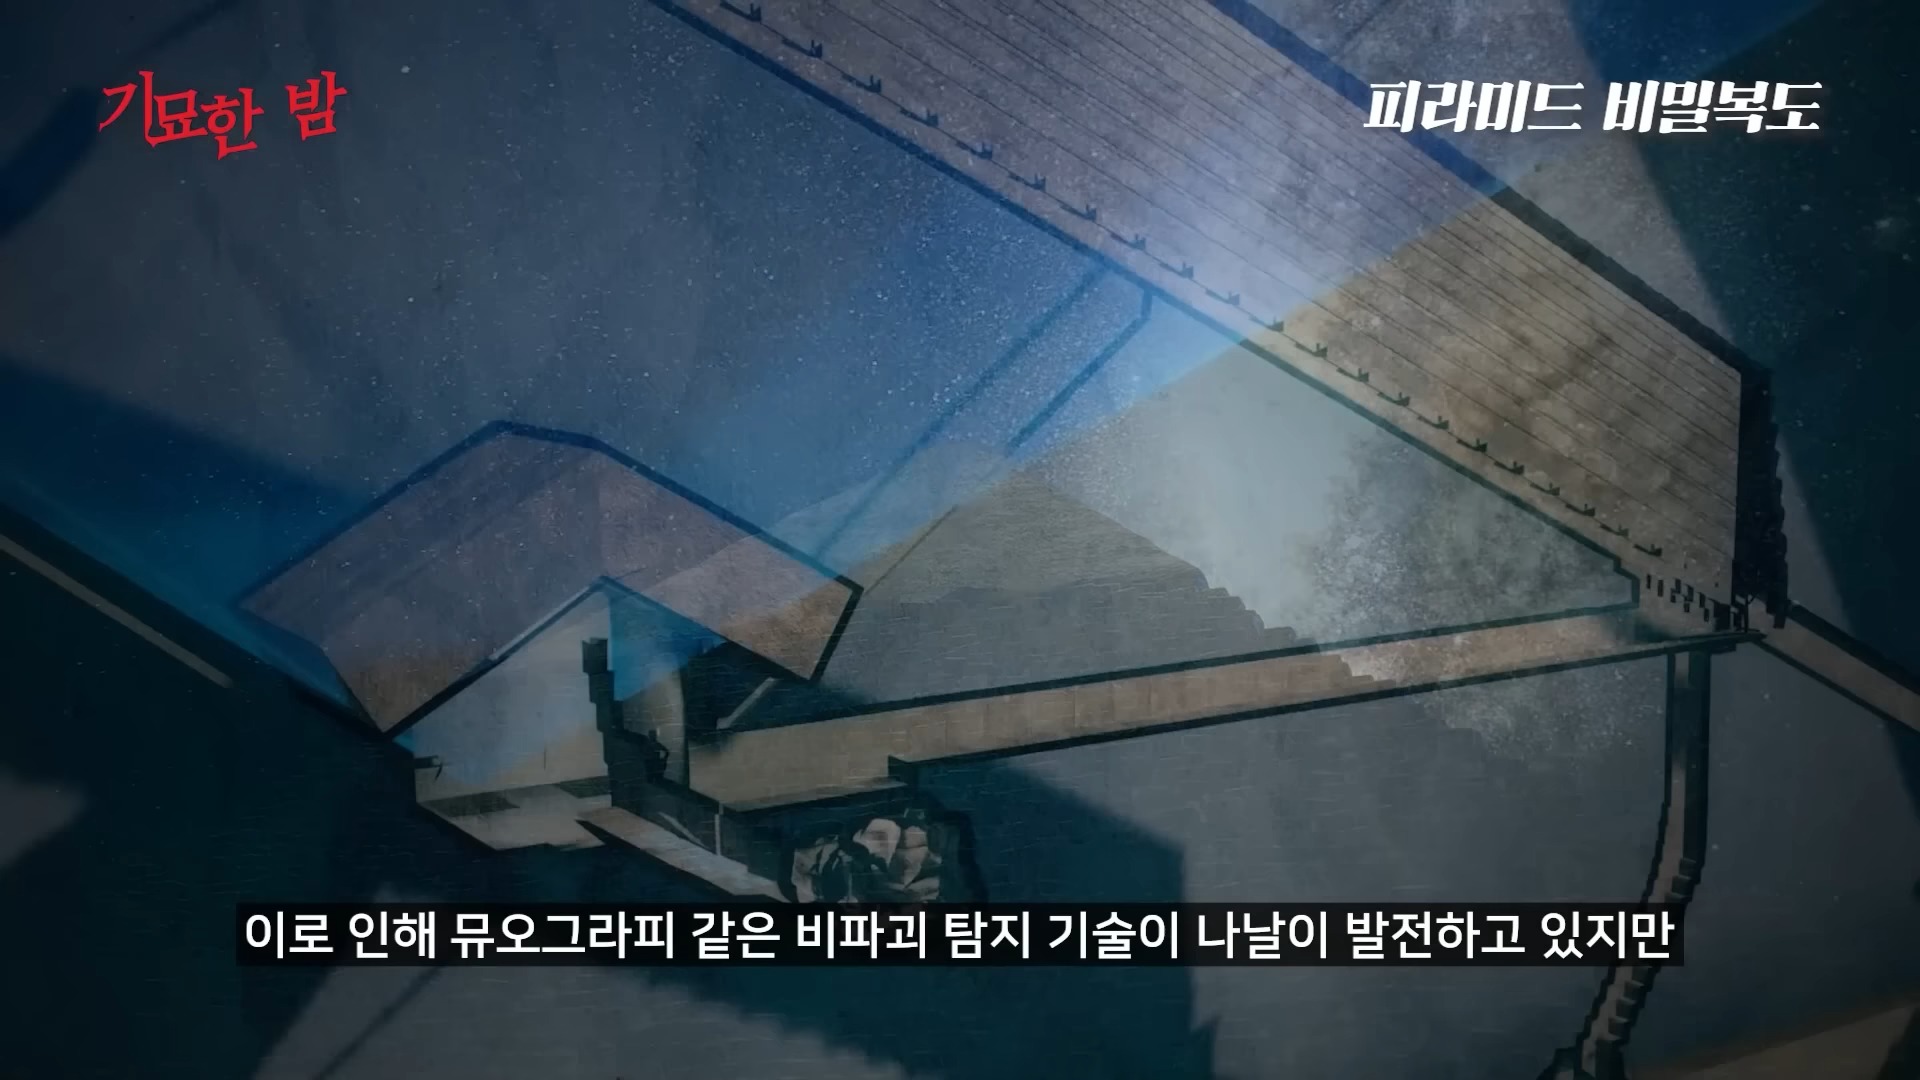 기묘한 밤
피라미드 비밀복도
이로 인해 뮤오그라피 같은 비파괴 탐지 기술이 나날이 발전하고 있지만